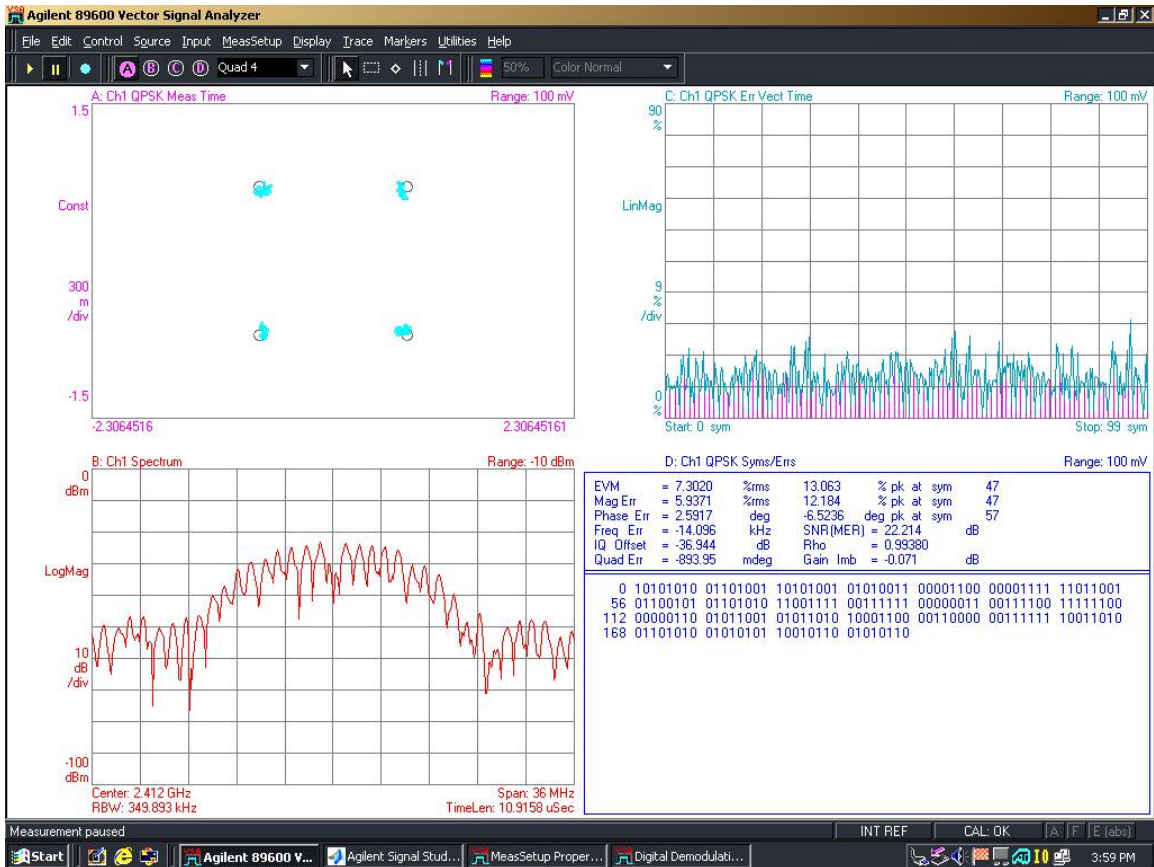 VSA Agilent 89600 Vector Signal Analyzer
File Edit Control Source Input MeasSetup Display Trace Markers Utilities Help
A B C D Quad 4 50% Color Normal
A: Ch1 QPSK Meas Time Range: 100 mV
1.5
Const
300
m
/div
-1.5
-2.3064516 2.30645161
C: Ch1 QPSK Err Vect Time Range: 100 mV
90
%
LinMag
9
%
/div
0
%
Start: 0 sym Stop: 99 sym
B: Ch1 Spectrum Range: -10 dBm
0
dBm
LogMag
10
dB
/div
-100
dBm
Center: 2.412 GHz Span: 36 MHz
RBW: 349.893 kHz TimeLen: 10.9158 uSec
D: Ch1 QPSK Syms/Errs Range: 100 mV
EVM = 7.3020 %rms 13.063 % pk at sym 47
Mag Err = 5.9371 %rms 12.184 % pk at sym 47
Phase Err = 2.5917 deg -6.5236 deg pk at sym 57
Freq Err = -14.096 kHz SNR(MER) = 22.214 dB
IQ Offset = -36.944 dB Rho = 0.99380
Quad Err = -893.95 mdeg Gain Imb = -0.071 dB
0 10101010 01101001 10101001 01010011 00001100 00001111 11011001
56 01100101 01101010 11001111 00111111 00000011 00111100 11111100
112 00000110 01011001 01011010 10001100 00110000 00111111 10011010
168 01101010 01010101 10010110 01010110
Measurement paused INT REF CAL: OK A F E (abs)
Start Agilent 89600 V... Agilent Signal Stud... MeasSetup Proper... Digital Demodulati... 3:59 PM